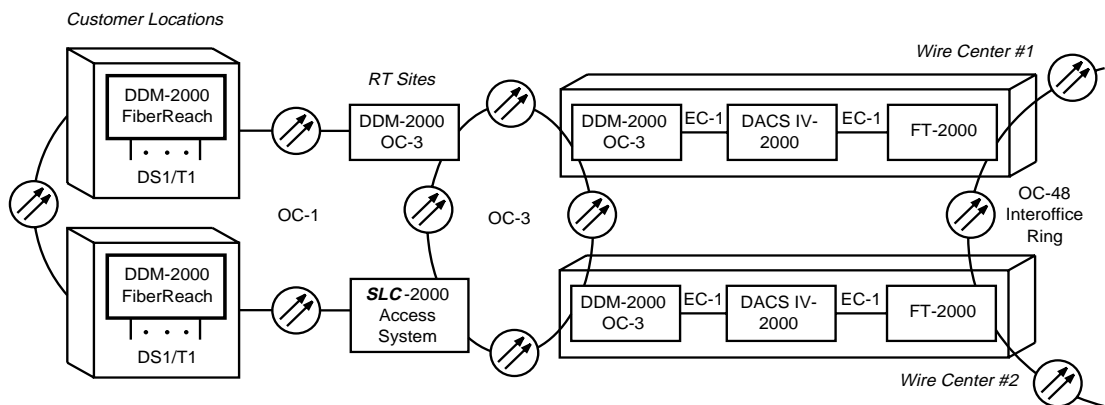 Customer Locations
DDM-2000
FiberReach
DS1/T1
DDM-2000
FiberReach
DS1/T1
OC-1
RT Sites
DDM-2000
OC-3
SLC-2000
Access
System
OC-3
Wire Center #1
DDM-2000
OC-3
EC-1
DACS IV-
2000
EC-1
FT-2000
OC-48
Interoffice
Ring
DDM-2000
OC-3
EC-1
DACS IV-
2000
EC-1
FT-2000
Wire Center #2